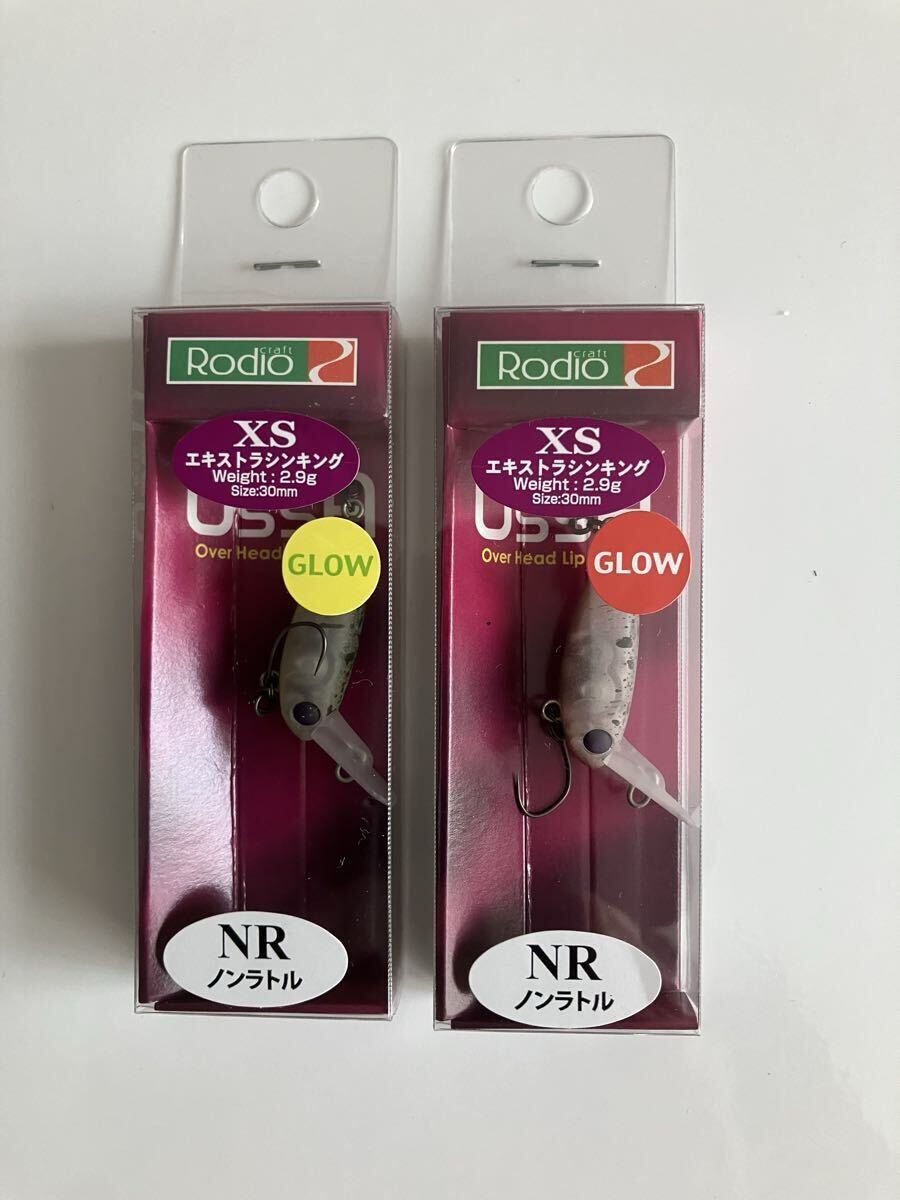 Rodio craft
XS
エキストラシンキング
Weight : 2.9g
Size:30mm
Over Head
GLOW
NR
ノンラトル
Rodio craft
XS
エキストラシンキング
Weight : 2.9g
Size:30mm
Over Head Lip
GLOW
NR
ノンラトル